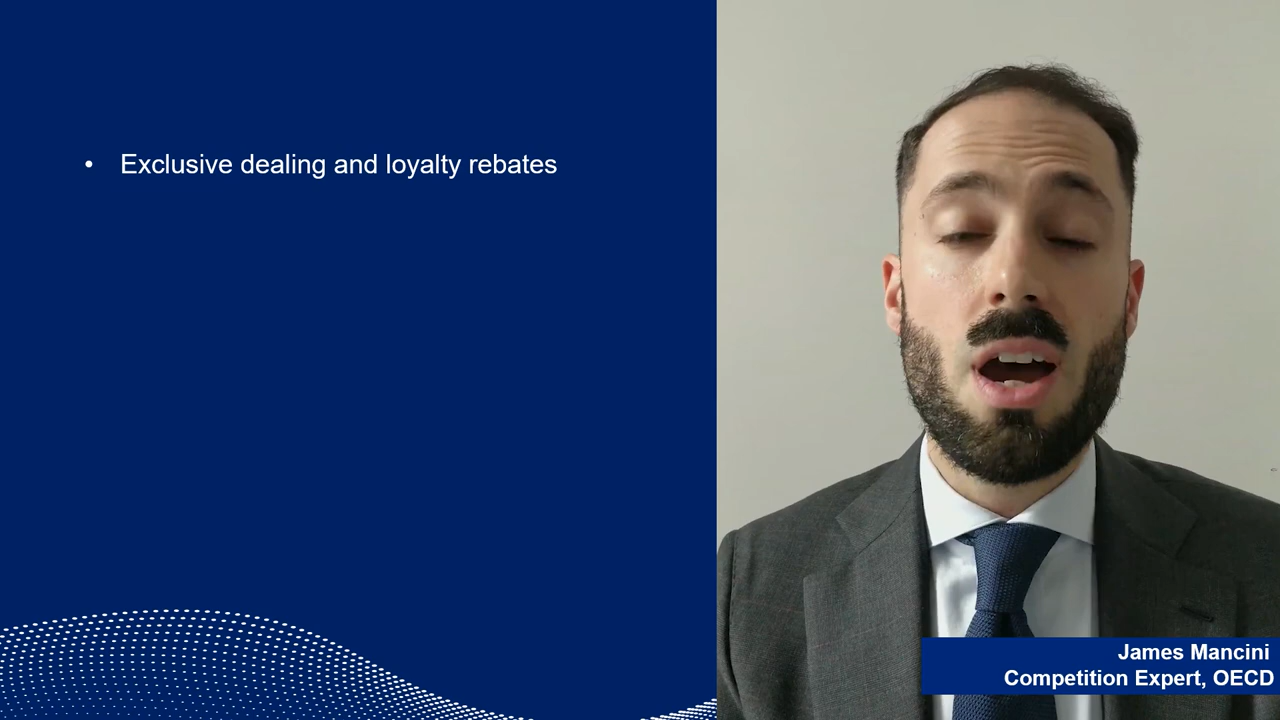 • Exclusive dealing and loyalty rebates
James Mancini
Competition Expert, OECD